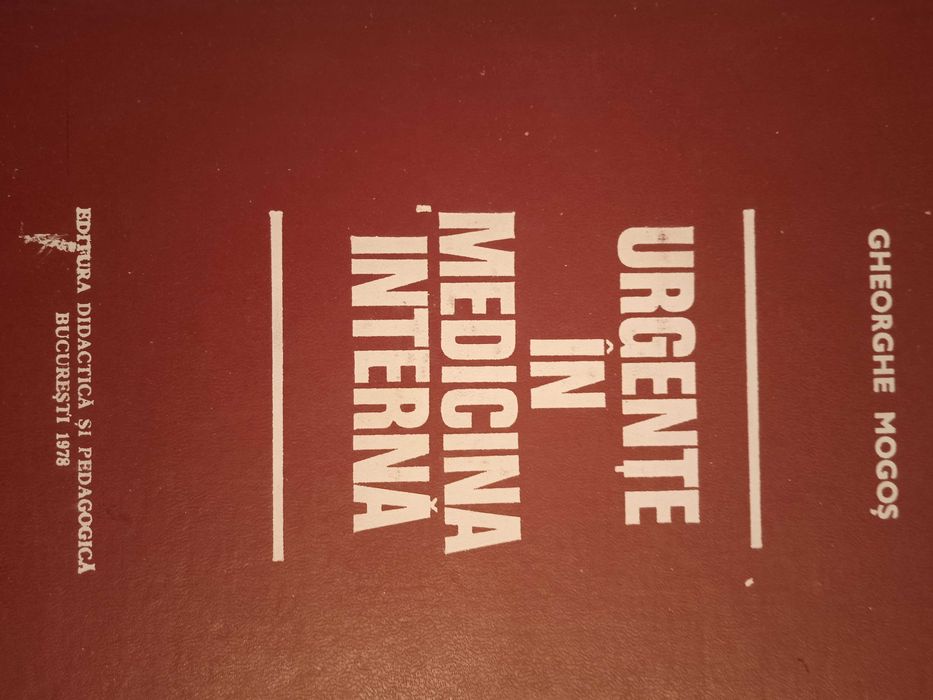 GHEORGHE MOGOȘ
URGENȚE
ÎN
MEDICINA
INTERNĂ
EDITURA DIDACTICĂ ȘI PEDAGOGICĂ
BUCUREȘTI 1978